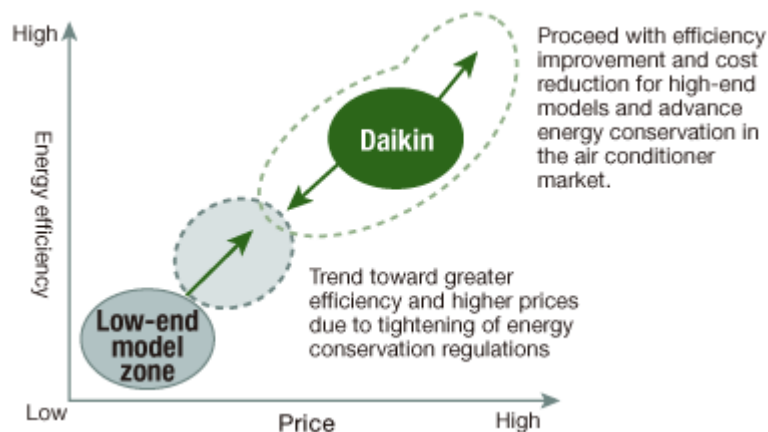 High
Energy efficiency
Proceed with efficiency
improvement and cost
reduction for high-end
models and advance
energy conservation in
the air conditioner
market.
Daikin
Trend toward greater
efficiency and higher prices
due to tightening of energy
conservation regulations
Low-end
model
zone
Low
Price
High